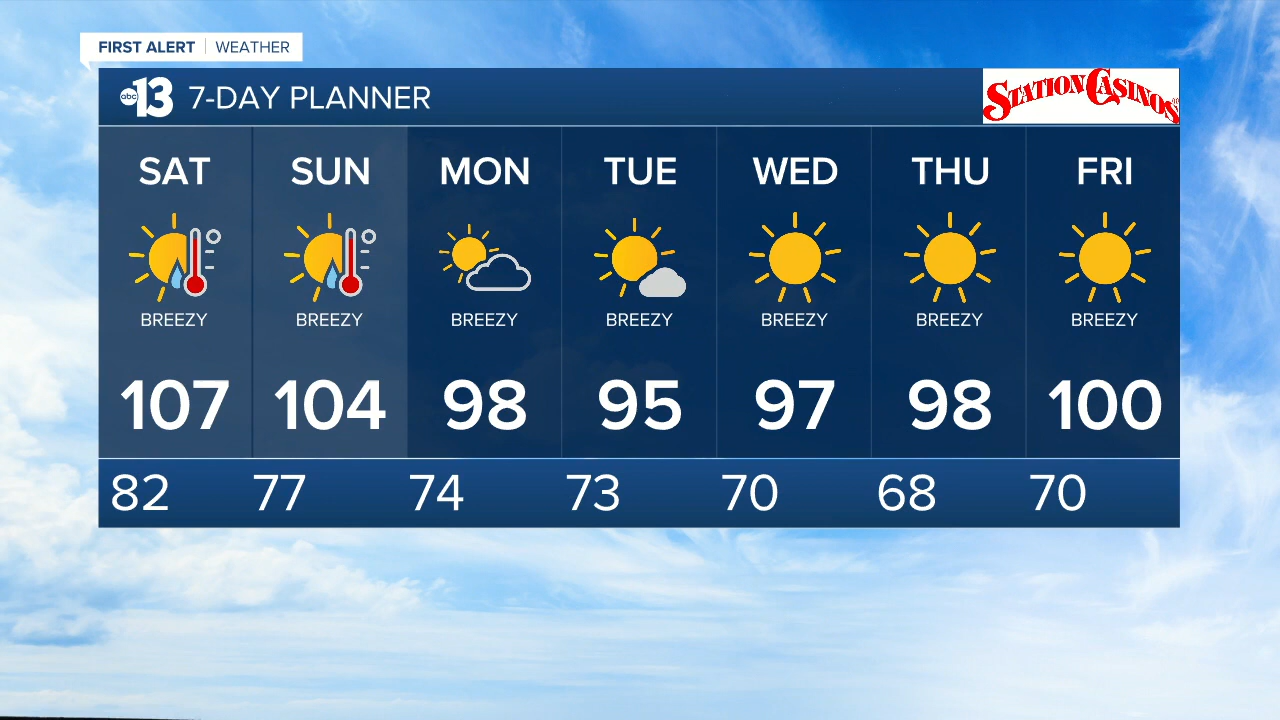 FIRST ALERT | WEATHER
abc 13 7-DAY PLANNER
STATION CASINOS
SAT SUN MON TUE WED THU FRI
BREEZY BREEZY BREEZY BREEZY BREEZY BREEZY BREEZY
107 104 98 95 97 98 100
82 77 74 73 70 68 70